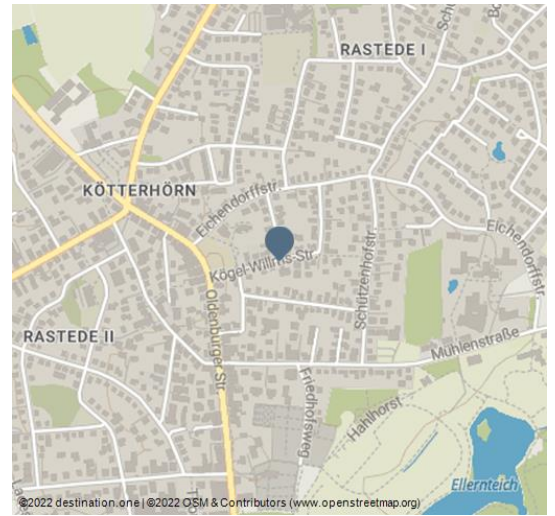 RASTEDE I
KÖTTERHÖRN
Eichendorffstr.
Eichendorffstr.
Kögel-Willms-Str.
Oldenburger Str.
Schützenhofstr.
RASTEDE II
Mühlenstraße
Friedhofsweg
Hahlhorst
Ellernteich
©2022 destination.one | ©2022 OSM & Contributors (www.openstreetmap.org)